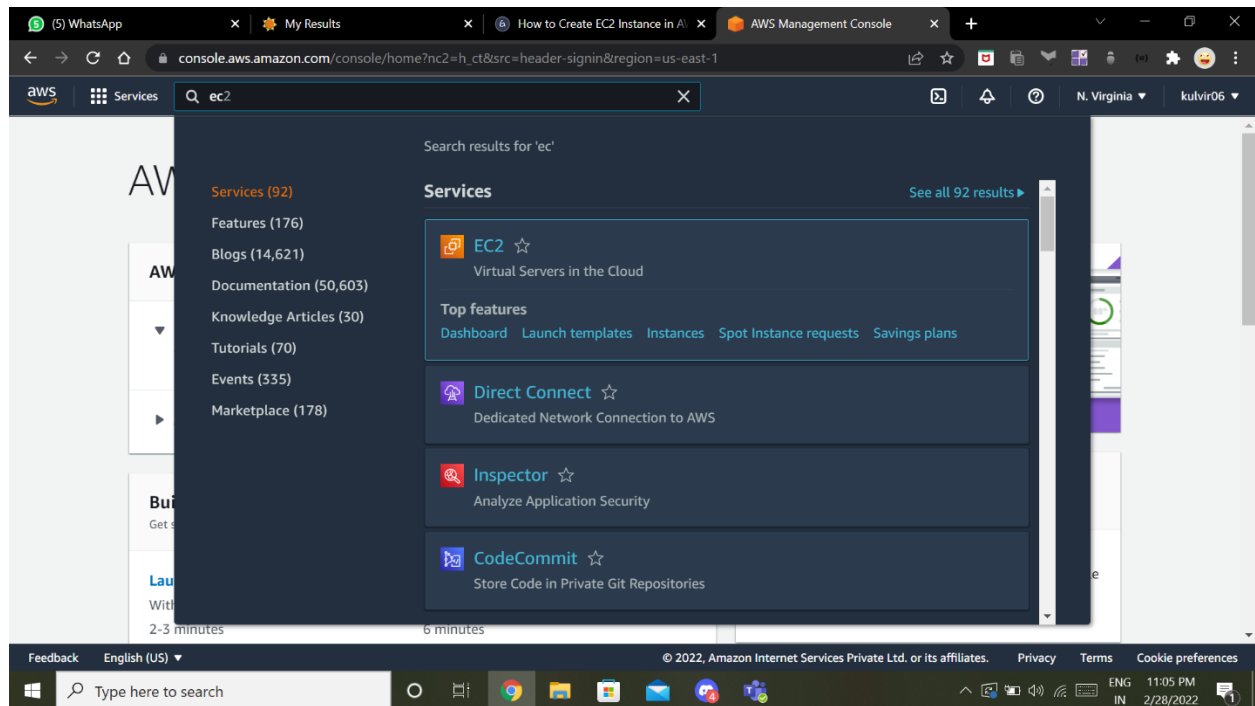 (5) WhatsApp
My Results
How to Create EC2 Instance in A
AWS Management Console
console.aws.amazon.com/console/home?nc2=h_ct&src=header-signin&region=us-east-1
aws
Services
ec2
N. Virginia
kulvir06
Search results for 'ec'
AW
Services (92)
Services
See all 92 results
Features (176)
Blogs (14,621)
Documentation (50,603)
Knowledge Articles (30)
Tutorials (70)
Events (335)
Marketplace (178)
EC2
Virtual Servers in the Cloud
Top features
Dashboard Launch templates Instances Spot Instance requests Savings plans
AW
Direct Connect
Dedicated Network Connection to AWS
Inspector
Analyze Application Security
CodeCommit
Store Code in Private Git Repositories
Bui
Get s
Lau
With
2-3 minutes
6 minutes
e
Feedback English (US)
© 2022, Amazon Internet Services Private Ltd. or its affiliates. Privacy Terms Cookie preferences
Type here to search
ENG
IN
11:05 PM
2/28/2022